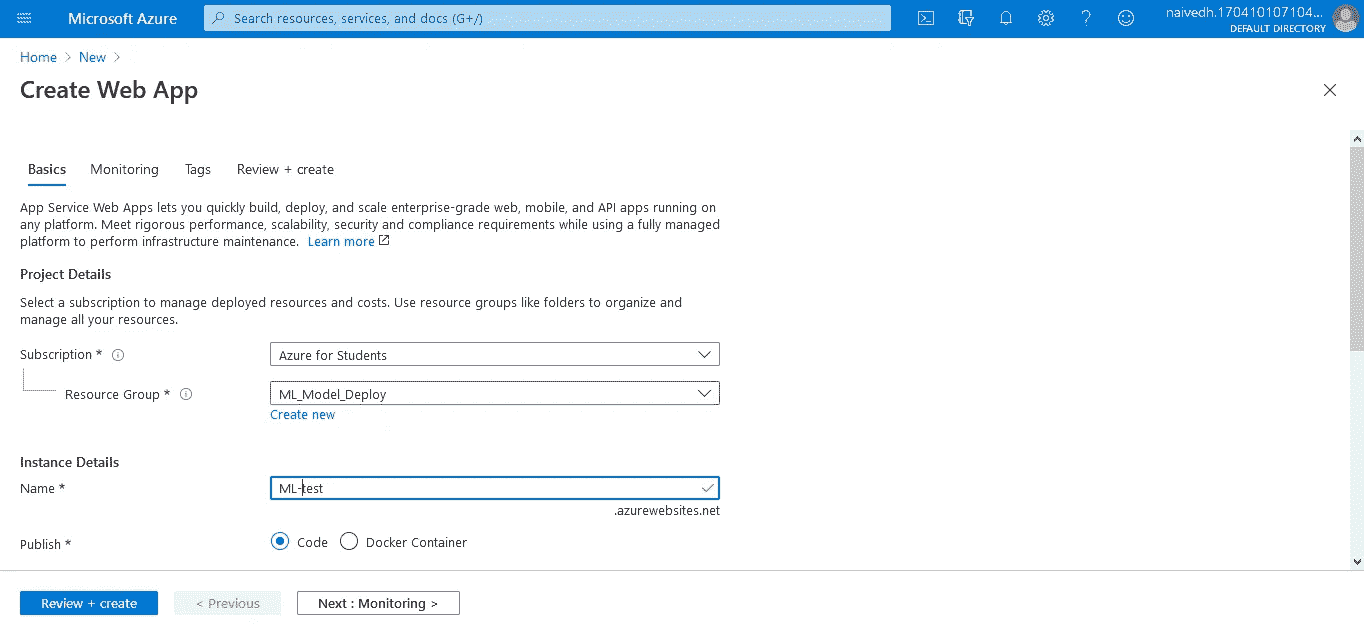 Microsoft Azure
Search resources, services, and docs (G+/)
naivedh.170410107104...
DEFAULT DIRECTORY
Home > New >
Create Web App
Basics Monitoring Tags Review + create
App Service Web Apps lets you quickly build, deploy, and scale enterprise-grade web, mobile, and API apps running on
any platform. Meet rigorous performance, scalability, security and compliance requirements while using a fully managed
platform to perform infrastructure maintenance. Learn more
Project Details
Select a subscription to manage deployed resources and costs. Use resource groups like folders to organize and
manage all your resources.
Subscription *
Azure for Students
Resource Group *
ML_Model_Deploy
Create new
Instance Details
Name *
ML-test
.azurewebsites.net
Publish *
Code Docker Container
Review + create
< Previous
Next : Monitoring >